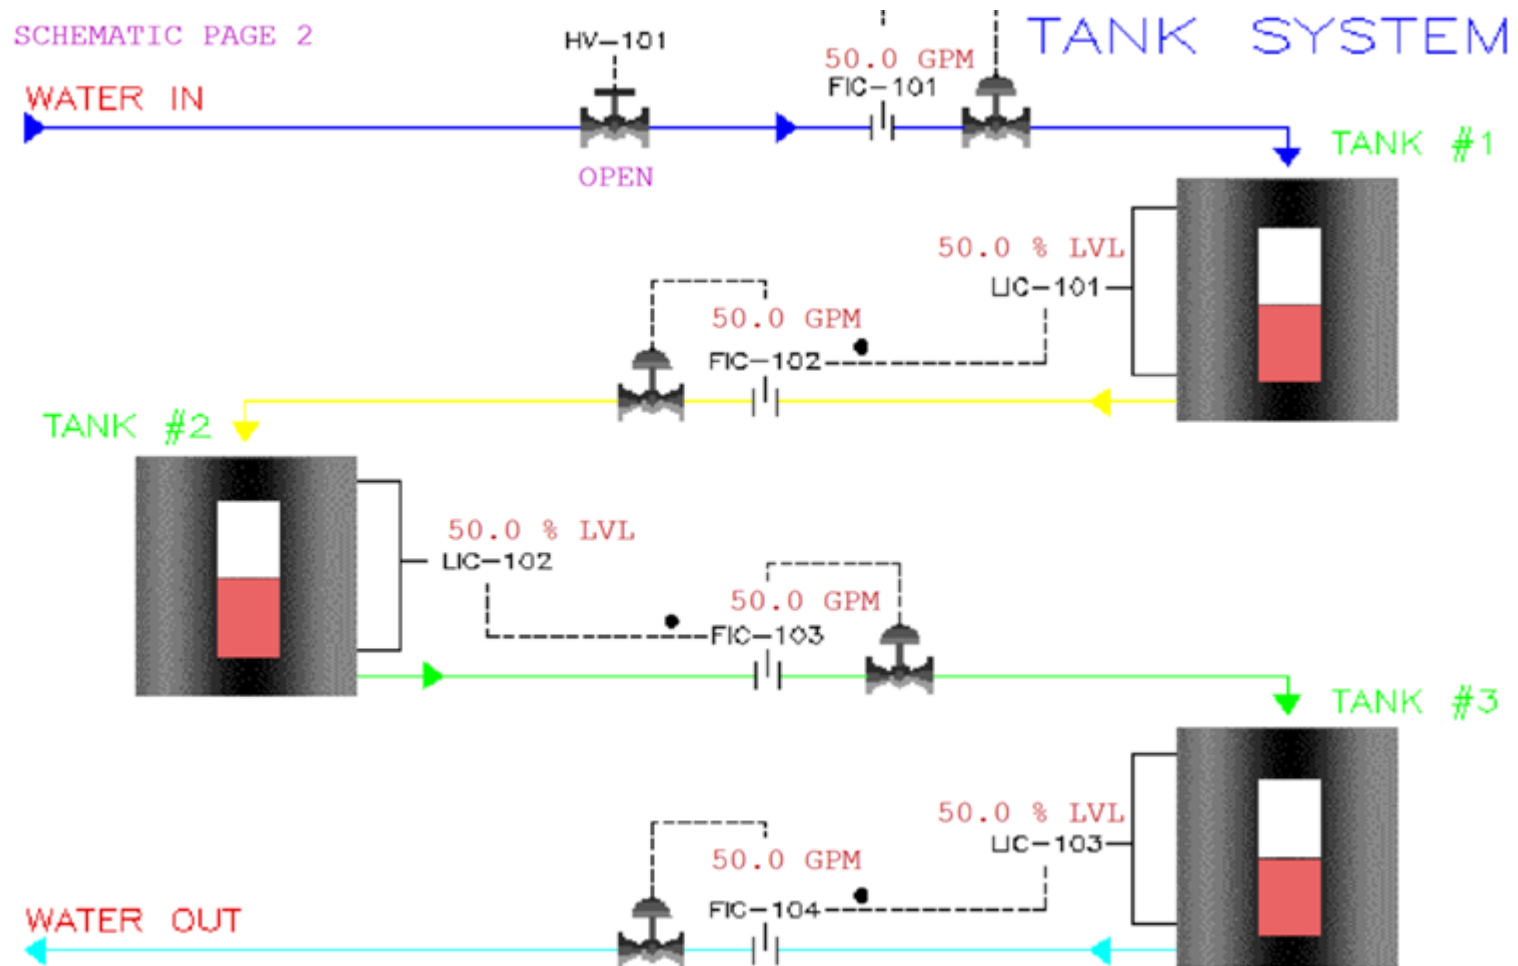 SCHEMATIC PAGE 2
HV-101
50.0 GPM
TANK SYSTEM
WATER IN
FIC-101
OPEN
TANK #1
50.0 % LVL
LIC-101
50.0 GPM
FIC-102
TANK #2
50.0 % LVL
LIC-102
50.0 GPM
FIC-103
TANK #3
50.0 % LVL
LIC-103
50.0 GPM
FIC-104
WATER OUT